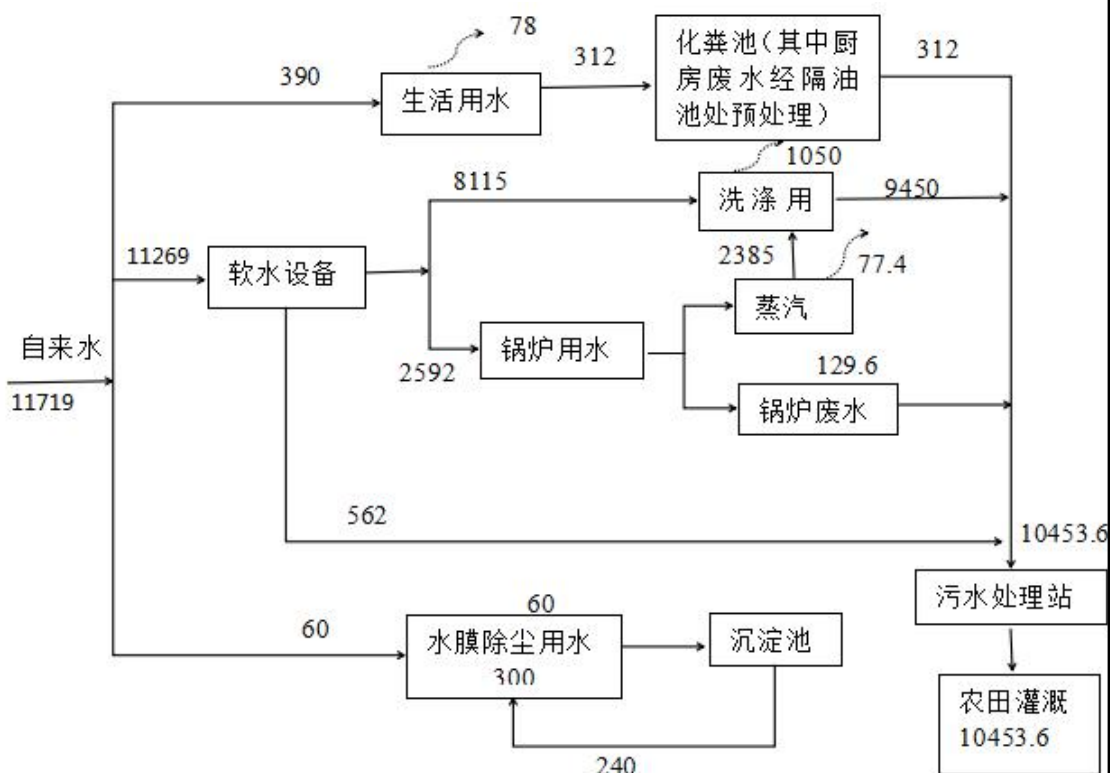 78
390
生活用水
312
化粪池（其中厨
房废水经隔油
池处预处理）
312
1050
8115
洗涤用
9450
11269
软水设备
2385
77.4
蒸汽
自来水
11719
2592
锅炉用水
129.6
锅炉废水
562
10453.6
污水处理站
60
60
水膜除尘用水
300
沉淀池
240
农田灌溉
10453.6